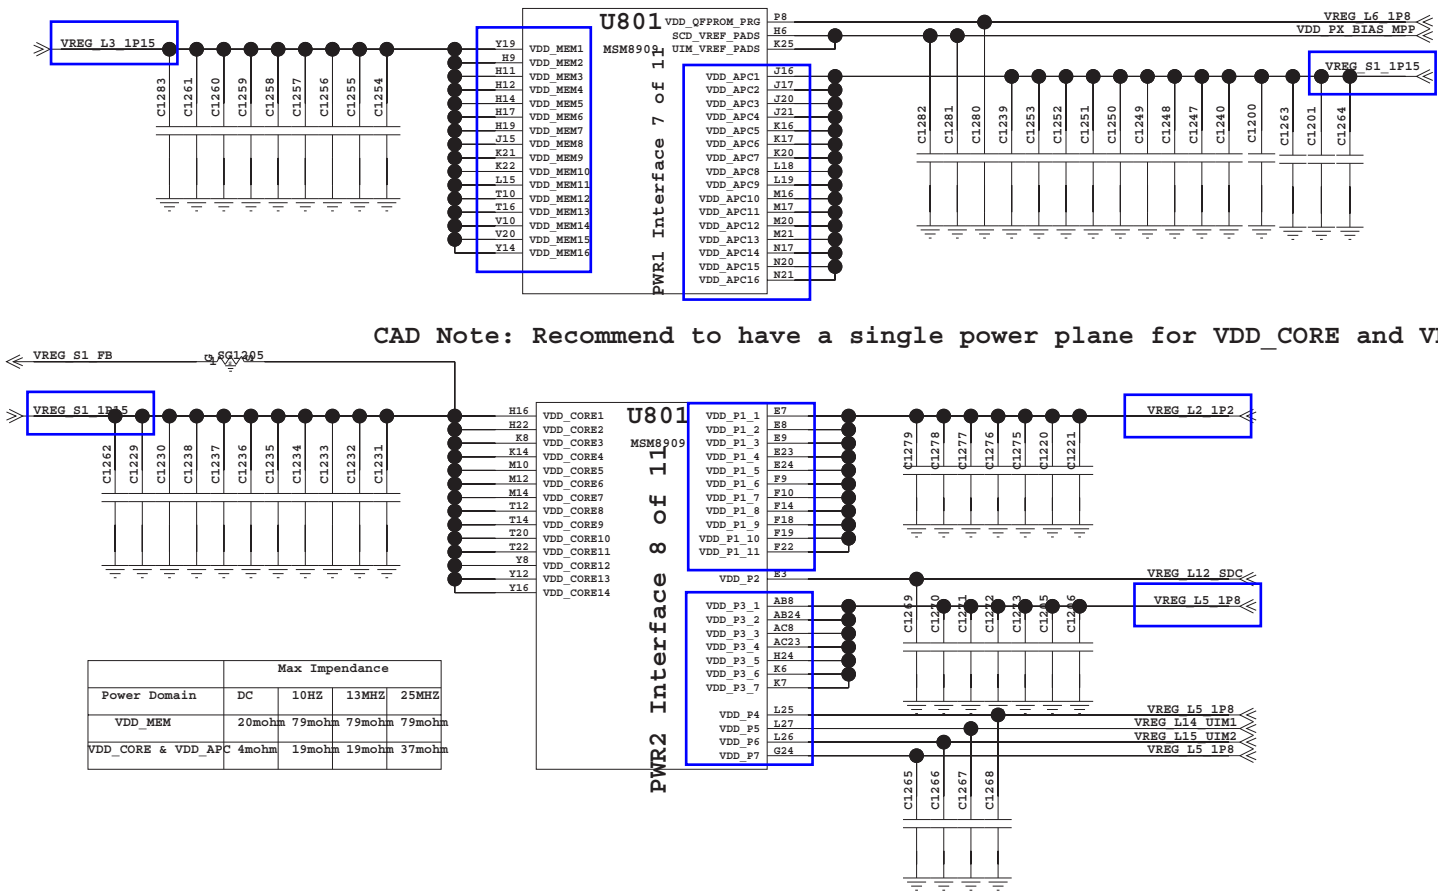 VREG_L3_1P15
C1283
C1261
C1260
C1259
C1258
C1257
C1256
C1255
C1254
U801
MSM8909
PWR1 Interface 7 of 11
Y19 VDD_MEM1
H9 VDD_MEM2
H11 VDD_MEM3
H12 VDD_MEM4
H14 VDD_MEM5
H17 VDD_MEM6
H19 VDD_MEM7
J15 VDD_MEM8
K21 VDD_MEM9
K22 VDD_MEM10
L15 VDD_MEM11
T10 VDD_MEM12
T16 VDD_MEM13
V10 VDD_MEM14
V20 VDD_MEM15
Y14 VDD_MEM16
VDD_QFPROM_PRG P8
SCD_VREF_PADS H6
UIM_VREF_PADS K25
VDD_APC1 J16
VDD_APC2 J17
VDD_APC3 J20
VDD_APC4 J21
VDD_APC5 K16
VDD_APC6 K17
VDD_APC7 K20
VDD_APC8 L18
VDD_APC9 L19
VDD_APC10 M16
VDD_APC11 M17
VDD_APC12 M20
VDD_APC13 M21
VDD_APC14 N17
VDD_APC15 N20
VDD_APC16 N21
VREG_L6_1P8
VDD_PX_BIAS_MPP
VREG_S1_1P15
C1282
C1281
C1280
C1239
C1253
C1252
C1251
C1250
C1249
C1248
C1247
C1240
C1200
C1263
C1201
C1264
CAD Note: Recommend to have a single power plane for VDD_CORE and
VREG_S1_FB
SG1205
VREG_S1_1P15
C1262
C1229
C1230
C1238
C1237
C1236
C1235
C1234
C1233
C1232
C1231
U801
MSM8909
PWR2 Interface 8 of 11
H16 VDD_CORE1
H22 VDD_CORE2
K8 VDD_CORE3
K14 VDD_CORE4
M10 VDD_CORE5
M12 VDD_CORE6
M14 VDD_CORE7
T12 VDD_CORE8
T14 VDD_CORE9
T20 VDD_CORE10
T22 VDD_CORE11
Y8 VDD_CORE12
Y12 VDD_CORE13
Y16 VDD_CORE14
VDD_P1_1 E7
VDD_P1_2 E8
VDD_P1_3 E9
VDD_P1_4 E23
VDD_P1_5 E24
VDD_P1_6 F9
VDD_P1_7 F10
VDD_P1_8 F14
VDD_P1_9 F18
VDD_P1_10 F19
VDD_P1_11 F22
VDD_P2 E3
VDD_P3_1 AB8
VDD_P3_2 AB24
VDD_P3_3 AC8
VDD_P3_4 AC23
VDD_P3_5 H24
VDD_P3_6 K6
VDD_P3_7 K7
VDD_P4 L25
VDD_P5 L27
VDD_P6 L26
VDD_P7 G24
VREG_L2_1P2
C1279
C1278
C1277
C1276
C1275
C1220
C1221
VREG_L12_SDC
VREG_L5_1P8
C1269
VREG_L5_1P8
VREG_L14_UIM1
VREG_L15_UIM2
VREG_L5_1P8
C1265
C1266
C1267
C1268
Max Impendance
Power Domain DC 10HZ 13MHZ 25MHZ
VDD_MEM 20mohm 79mohm 79mohm 79mohm
VDD_CORE & VDD_APC 4mohm 19mohm 19mohm 37mohm